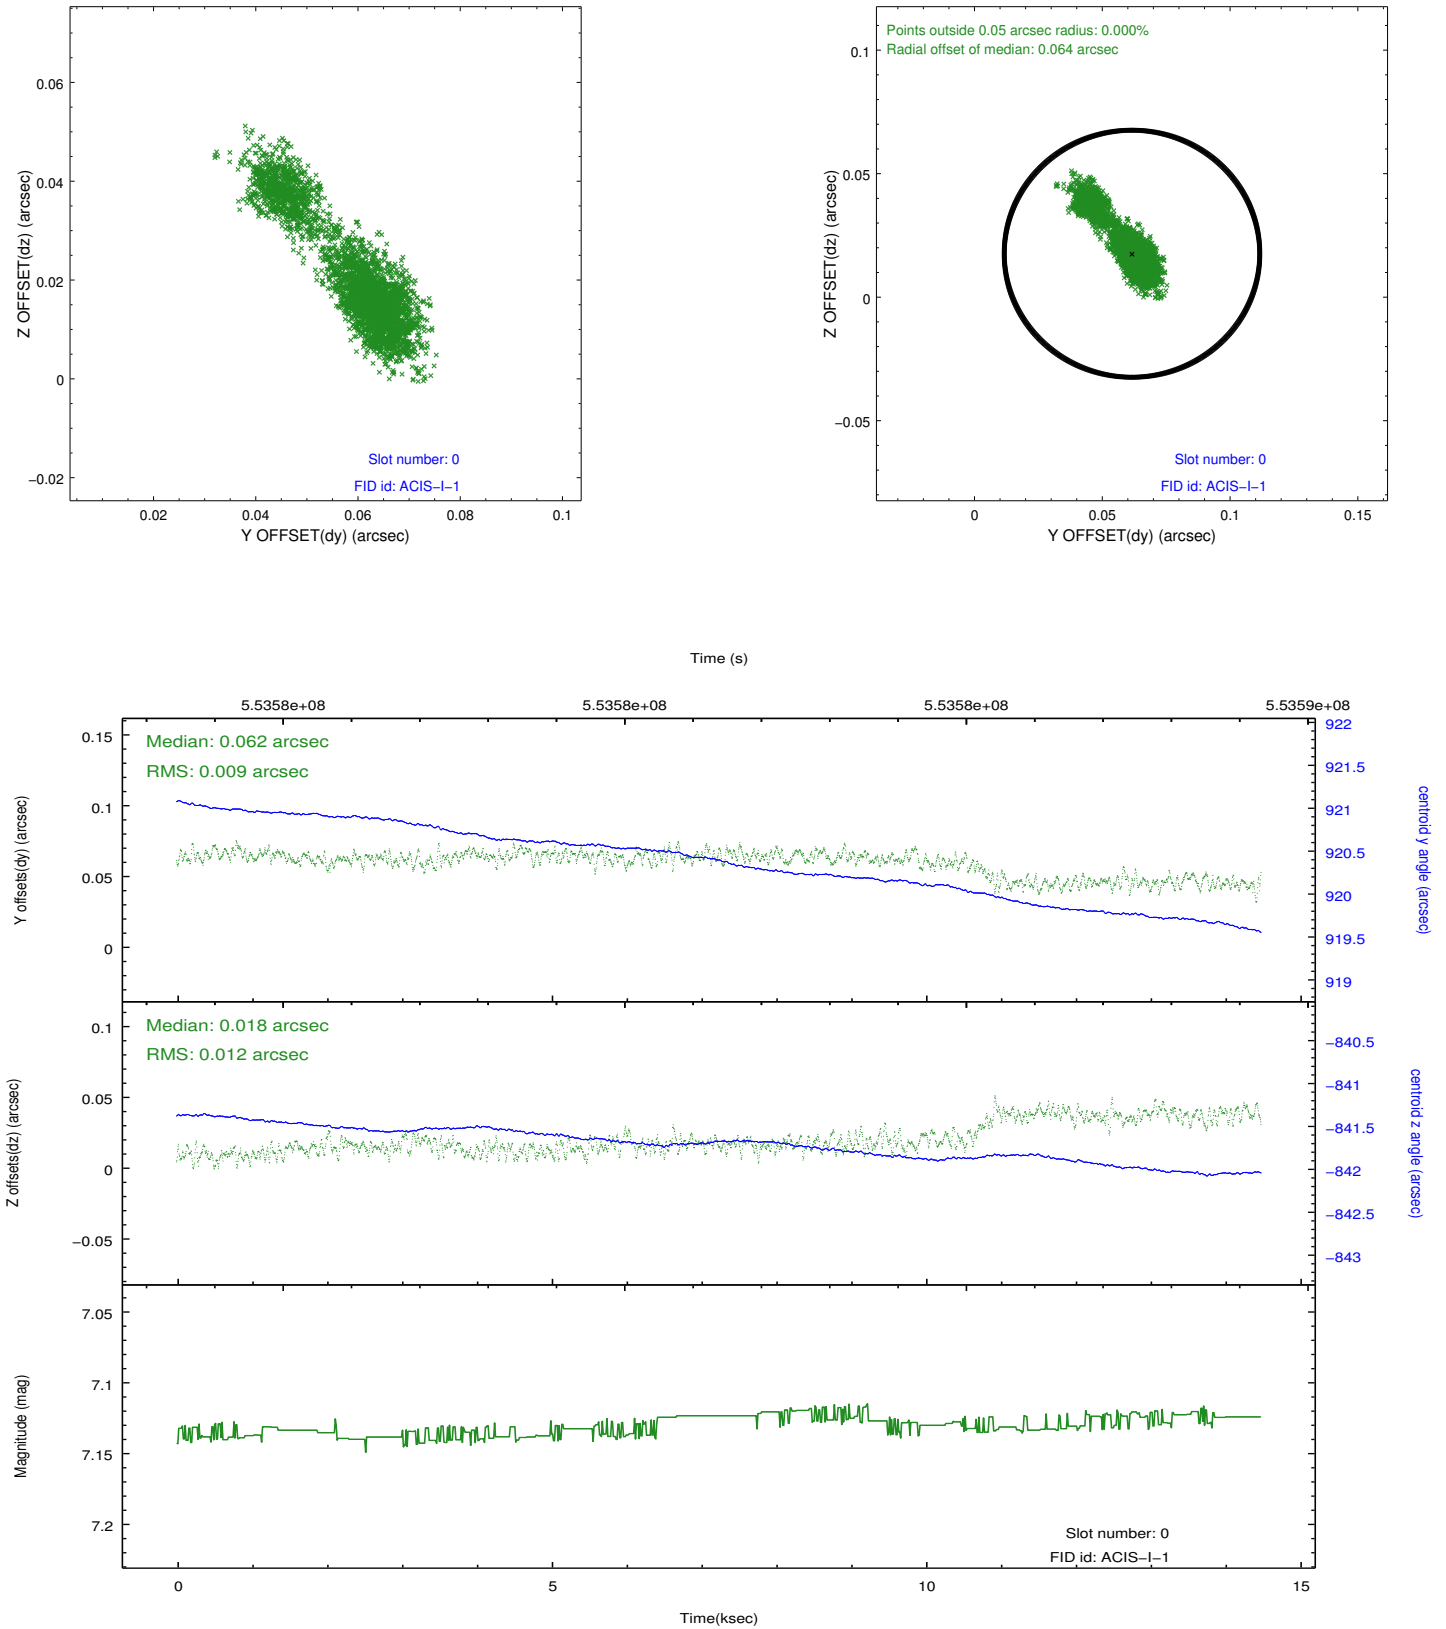 0.06
0.04
0.02
0
−0.02
Z OFFSET(dz) (arcsec)
Slot number: 0
FID id: ACIS−I−1
0.02 0.04 0.06 0.08 0.1
Y OFFSET(dy) (arcsec)
Points outside 0.05 arcsec radius: 0.000%
Radial offset of median: 0.064 arcsec
0.1
0.05
0
−0.05
Z OFFSET(dz) (arcsec)
Slot number: 0
FID id: ACIS−I−1
0 0.05 0.1 0.15
Y OFFSET(dy) (arcsec)
Time (s)
5.5358e+08 5.5358e+08 5.5358e+08 5.5359e+08
Median: 0.062 arcsec
RMS: 0.009 arcsec
0.15
0.1
0.05
0
Y offsets(dy) (arcsec)
922
921.5
921
920.5
920
919.5
919
centroid y angle (arcsec)
Median: 0.018 arcsec
RMS: 0.012 arcsec
0.1
0.05
0
−0.05
Z offsets(dz) (arcsec)
−840.5
−841
−841.5
−842
−842.5
−843
centroid z angle (arcsec)
7.05
7.1
7.15
7.2
Magnitude (mag)
Slot number: 0
FID id: ACIS−I−1
0 5 10 15
Time(ksec)